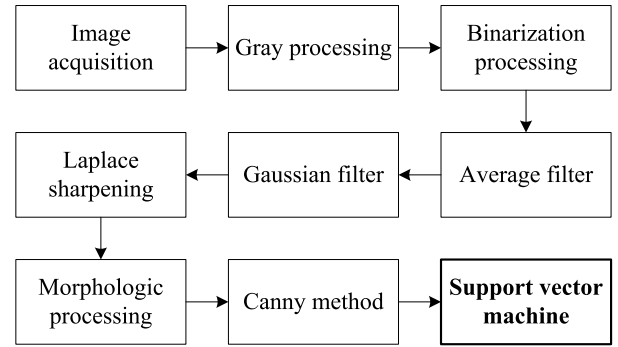 Image
acquisition
Gray processing
Binarization
processing
Laplace
sharpening
Gaussian filter
Average filter
Morphologic
processing
Canny method
Support vector
machine